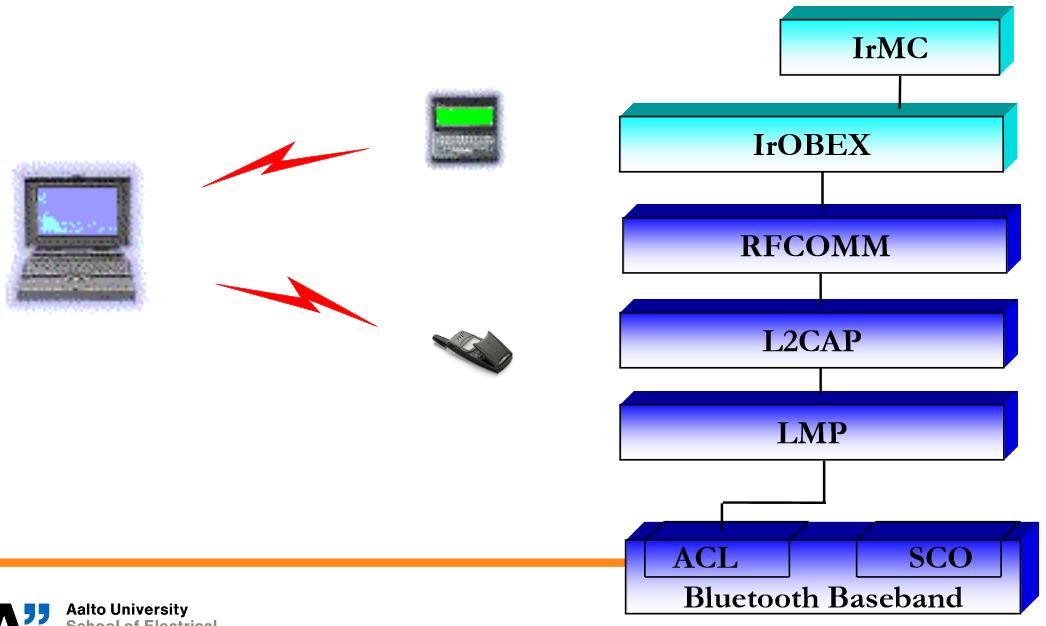 IrMC
IrOBEX
RFCOMM
L2CAP
LMP
ACL SCO
Bluetooth Baseband
A”
Aalto University
School of Electrical